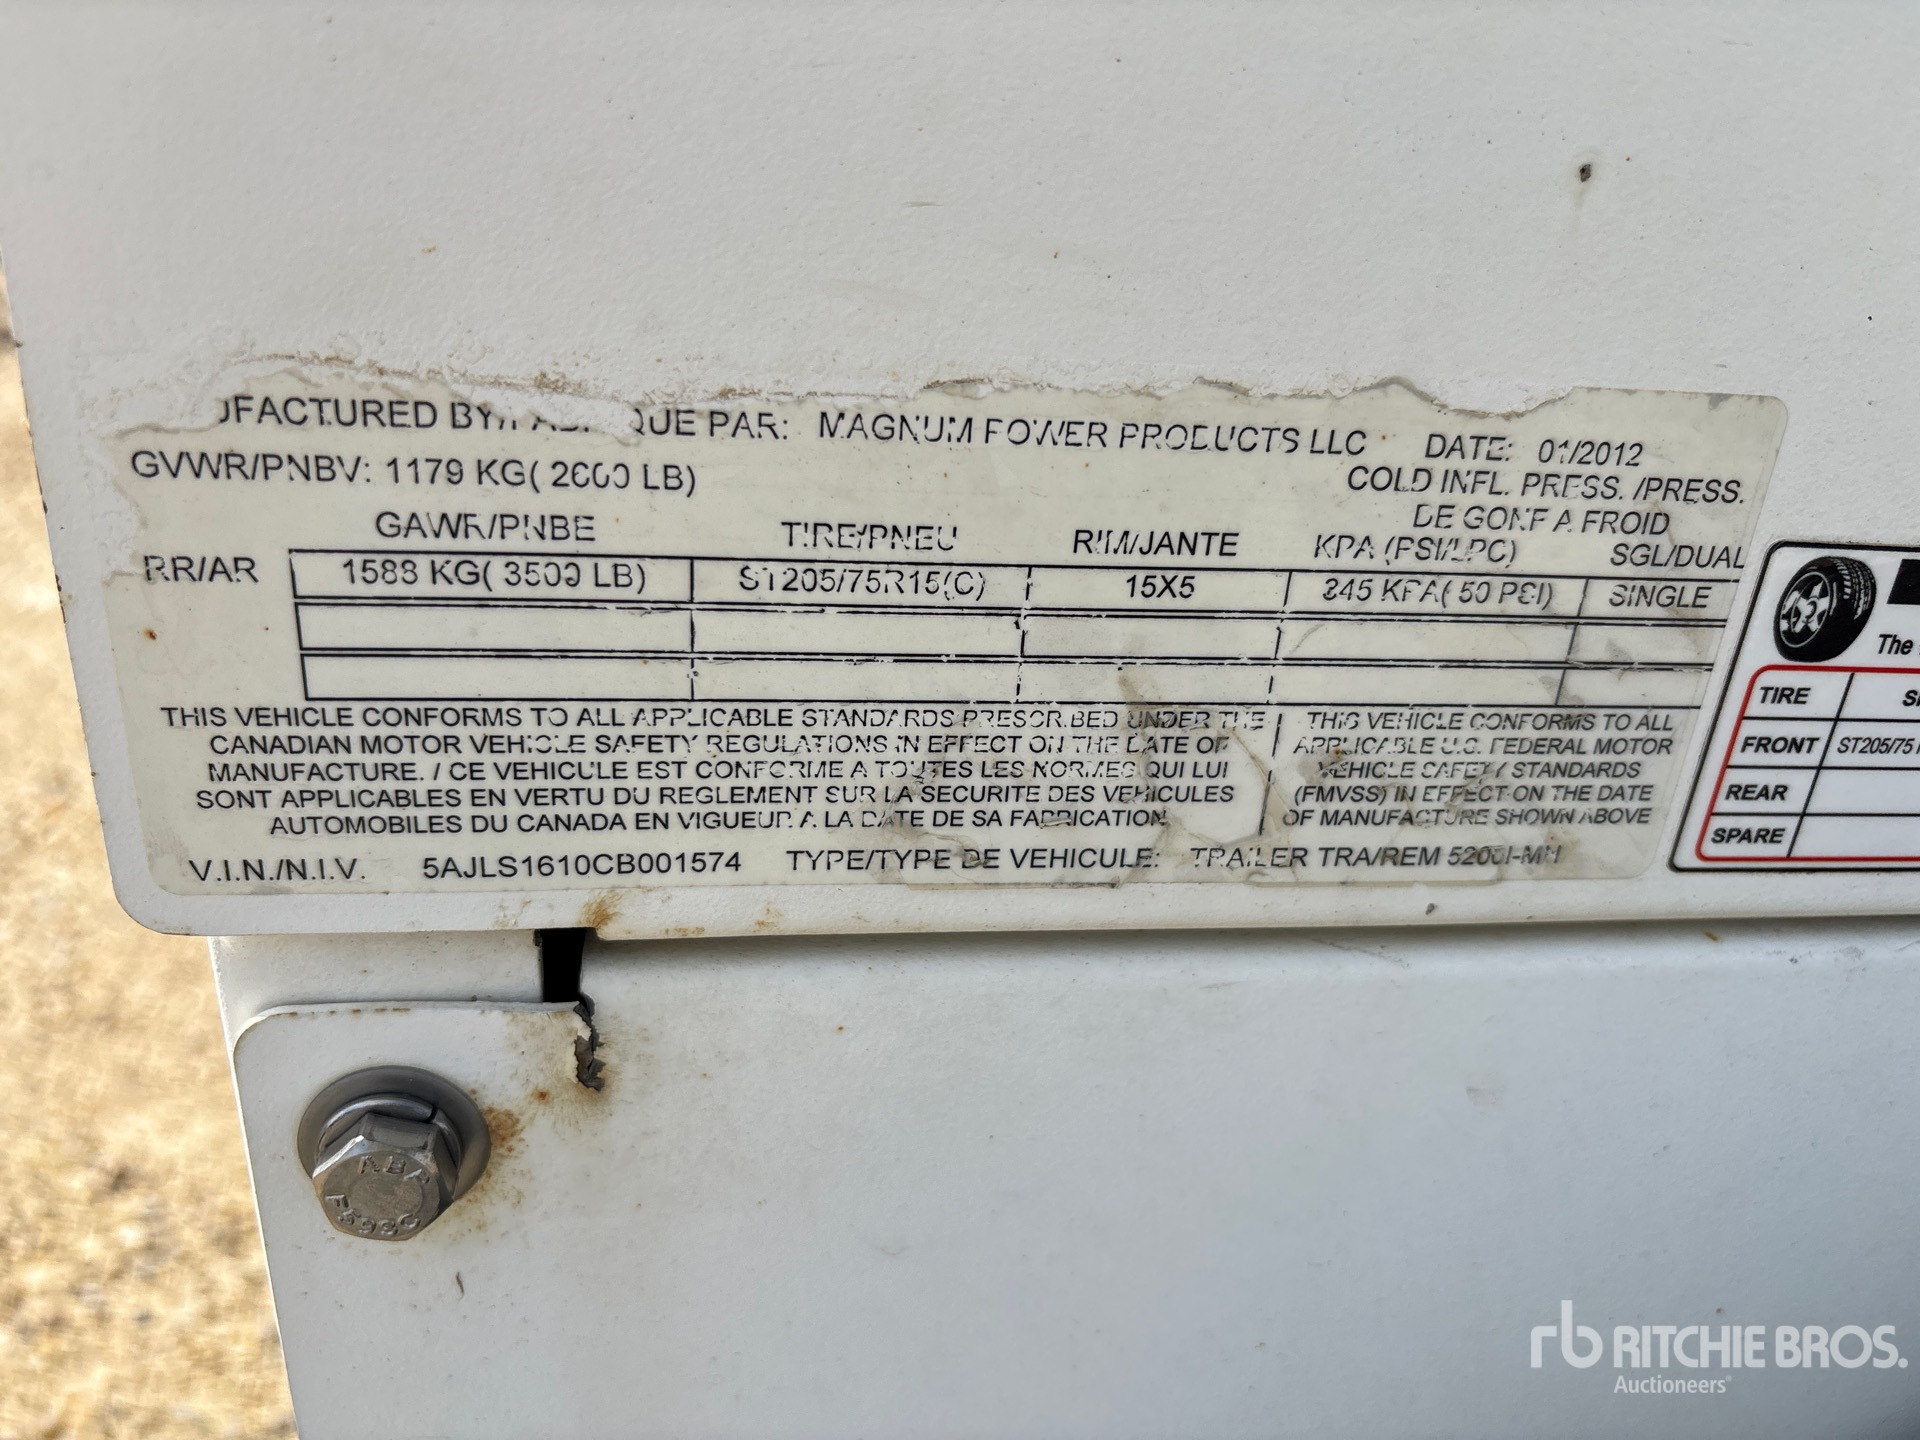 UFACTURED BY/FABRIQUE PAR: MAGNUM POWER PRODUCTS LLC DATE: 01/2012
GVWR/PNBV: 1179 KG( 2600 LB) COLD INFL. PRESS. /PRESS.
DE GONF A FROID
GAWR/PNBE TIRE/PNEU RIM/JANTE KPA (PSI/LPC) SGL/DUAL
RR/AR 1588 KG( 3500 LB) ST205/75R15(C) 15X5 345 KPA( 50 PSI) SINGLE
THIS VEHICLE CONFORMS TO ALL APPLICABLE STANDARDS PRESCRIBED UNDER THE
CANADIAN MOTOR VEHICLE SAFETY REGULATIONS IN EFFECT ON THE DATE OF
MANUFACTURE. / CE VEHICULE EST CONFORME A TOUTES LES NORMES QUI LUI
SONT APPLICABLES EN VERTU DU REGLEMENT SUR LA SECURITE DES VEHICULES
AUTOMOBILES DU CANADA EN VIGUEUR A LA DATE DE SA FABRICATION.
THIS VEHICLE CONFORMS TO ALL
APPLICABLE U.S. FEDERAL MOTOR
VEHICLE SAFETY STANDARDS
(FMVSS) IN EFFECT ON THE DATE
OF MANUFACTURE SHOWN ABOVE
V.I.N./N.I.V. 5AJLS1610CB001574 TYPE/TYPE DE VEHICULE: TRAILER TRA/REM
The
TIRE
FRONT ST205/75
REAR
SPARE
F593C
rb RITCHIE BROS.
Auctioneers